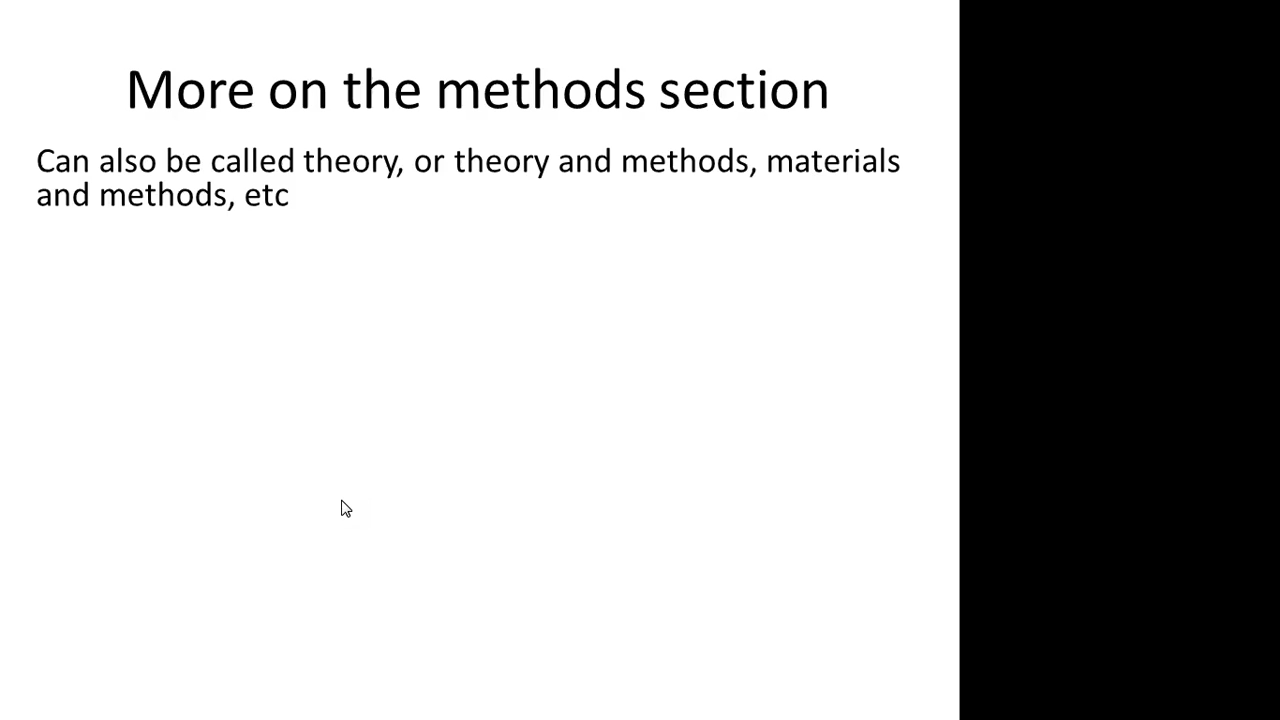 More on the methods section
Can also be called theory, or theory and methods, materials
and methods, etc